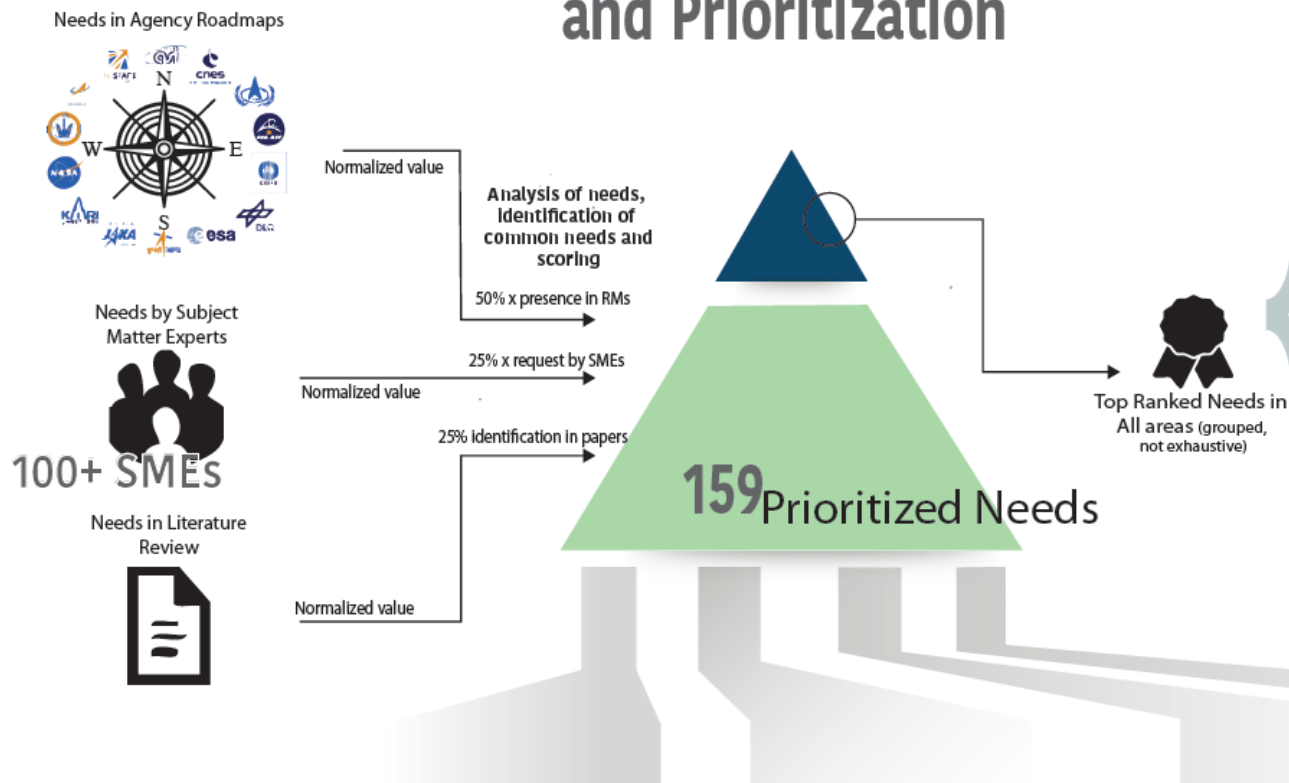 and Prioritization
Needs in Agency Roadmaps
cnes
N
W
E
S
NASA
KARI
JAXA
esa
DLR
Normalized value
Analysis of needs,
identification of
common needs and
scoring
50% x presence in RMs
Needs by Subject
Matter Experts
25% x request by SMEs
Normalized value
100+ SMEs
25% identification in papers
Needs in Literature
Review
Normalized value
159 Prioritized Needs
Top Ranked Needs in
All areas (grouped,
not exhaustive)